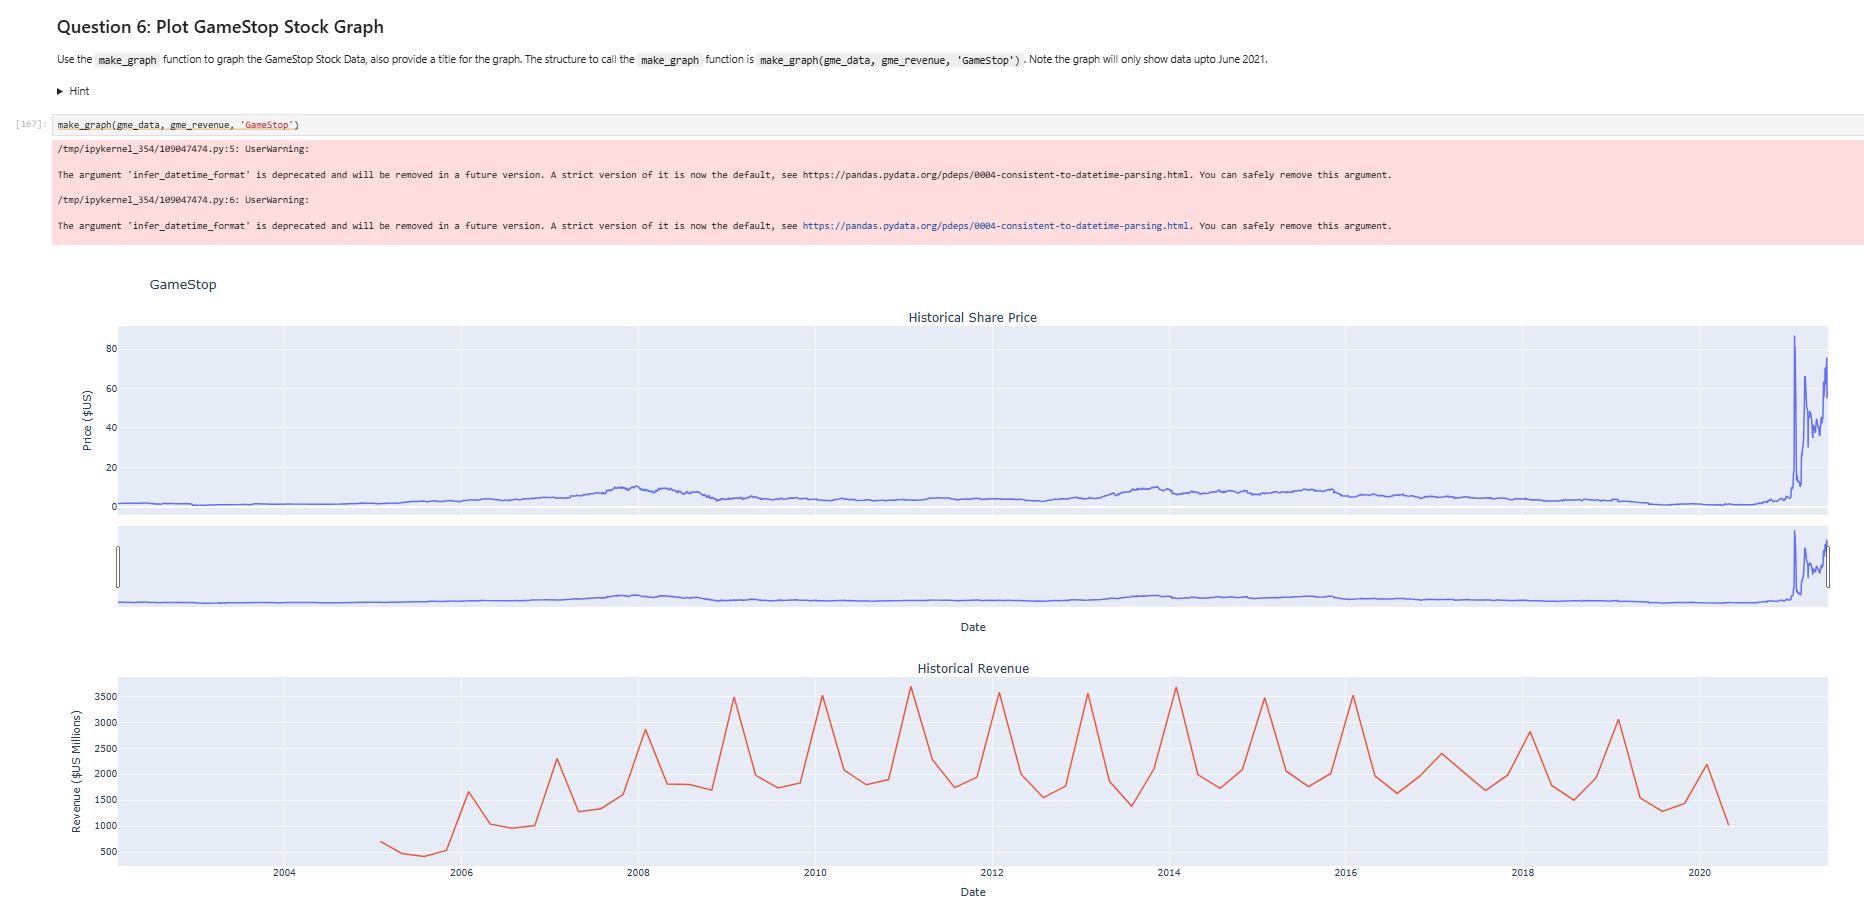 Question 6: Plot GameStop Stock Graph
Use the make_graph function to graph the GameStop Stock Data, also provide a title for the graph. The structure to call the make_graph function is make_graph(gme_data, gme_revenue, 'GameStop'). Note the graph will only show data upto June 2021.
▶ Hint
[167]: make_graph(gme_data, gme_revenue, 'GameStop')
/tmp/ipykernel_354/109047474.py:5: UserWarning:
The argument 'infer_datetime_format' is deprecated and will be removed in a future version. A strict version of it is now the default, see https://pandas.pydata.org/pdeps/0004-consistent-to-datetime-parsing.html. You can safely remove this argument.
/tmp/ipykernel_354/109047474.py:6: UserWarning:
The argument 'infer_datetime_format' is deprecated and will be removed in a future version. A strict version of it is now the default, see https://pandas.pydata.org/pdeps/0004-consistent-to-datetime-parsing.html. You can safely remove this argument.
GameStop
Historical Share Price
Price ($US)
80
60
40
20
0
Date
Historical Revenue
Revenue ($US Millions)
3500
3000
2500
2000
1500
1000
500
2004 2006 2008 2010 2012 2014 2016 2018 2020
Date